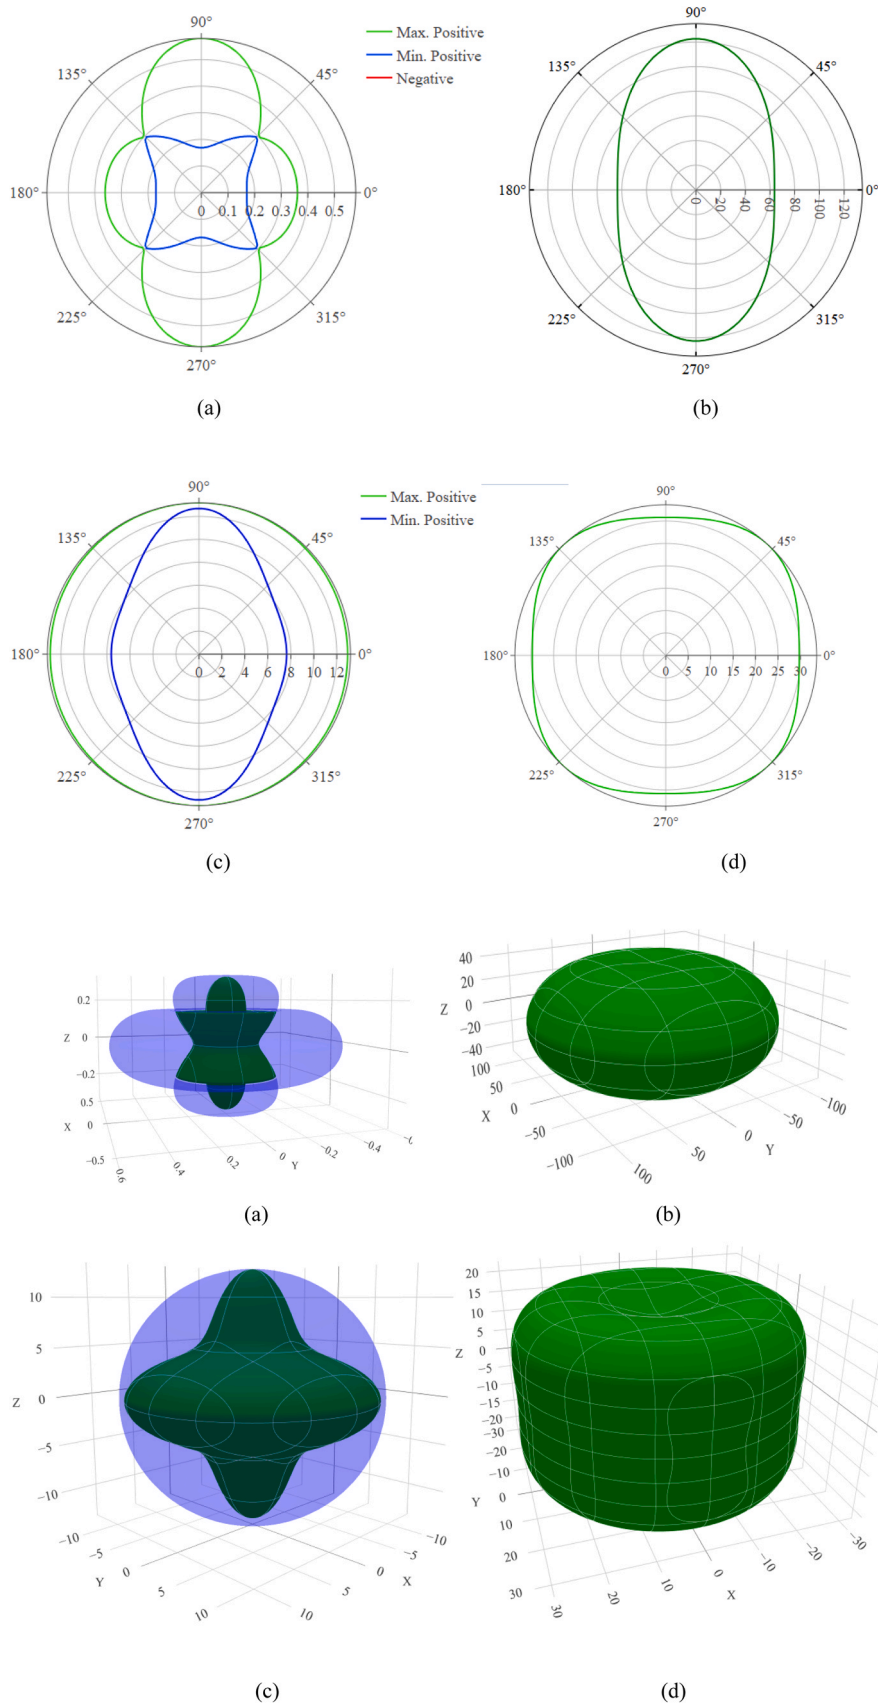 90°
135°
45°
180°
0°
0 0.1 0.2 0.3 0.4 0.5
225°
315°
270°
Max. Positive
Min. Positive
Negative
(a)
90°
135°
45°
180°
0°
0 20 40 60 80 100 120
225°
315°
270°
(b)
90°
135°
45°
180°
0°
0 2 4 6 8 10 12
225°
315°
270°
Max. Positive
Min. Positive
(c)
90°
135°
45°
180°
0°
0 5 10 15 20 25 30
225°
315°
270°
(d)
0.2
Z 0
−0.2
0.5
X 0
−0.5
0.6 0.4 0.2 0 Y −0.2 −0.4
(a)
40
20
Z 0
−20
−40
100
50
X 0
−50
−100
100 50 0 Y −50 −100
(b)
10
5
Z 0
−5
−10
−10 −5 Y 0 5 10
10 5 0 X −5 −10
(c)
20
15
10
5
Z 0
−5
−10
−15
−20
−30
−20
−10
Y 0
10
20
30
30 20 10 0 X −10 −20 −30
(d)